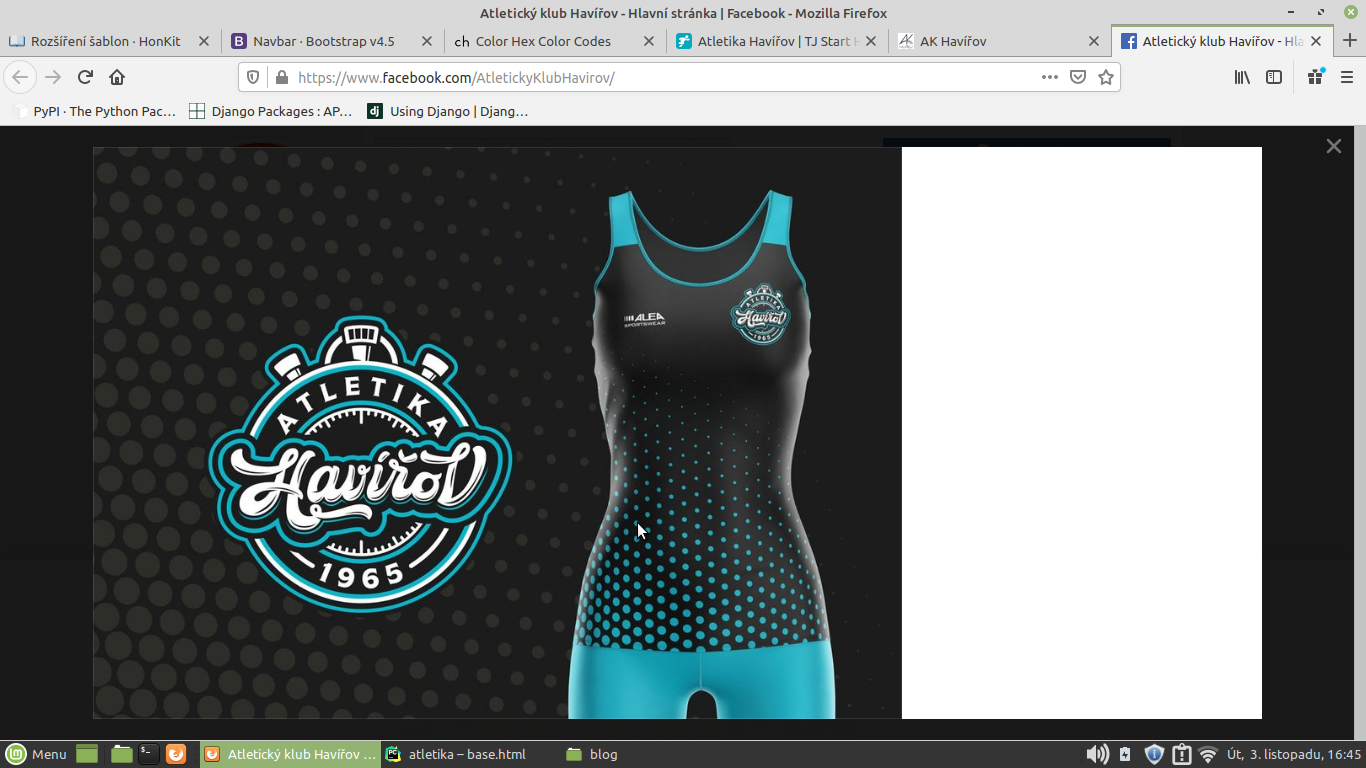 Atletický klub Havířov - Hlavní stránka | Facebook - Mozilla Firefox
Rozšíření šablon · HonKit
Navbar · Bootstrap v4.5
ch Color Hex Color Codes
Atletika Havířov | TJ Start H
AK Havířov
Atletický klub Havířov - Hla
https://www.facebook.com/AtletickyKlubHavirov/
PyPI · The Python Pac…
Django Packages : AP…
dj Using Django | Djang…
ALEA
SPORTSWEAR
ATLETIKA
Havířov
1965
ATLETIKA
Havířov
1965
Menu
Atletický klub Havířov …
atletika – base.html
blog
Út, 3. listopadu, 16:45